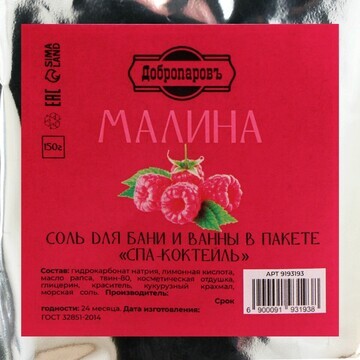 Добропаровъ
SIMA
LAND
EAC
150г
МАЛИНА
СОЛЬ ДЛЯ БАНИ И ВАННЫ В ПАКЕТЕ
«СПА-КОКТЕЙЛЬ»
Состав: гидрокарбонат натрия, лимонная кислота,
масло рапса, твин-80, косметическая отдушка,
глицерин, краситель, кукурузный крахмал,
морская соль. Производитель:
Срок
годности: 24 месяца. Дата изготовления:
ГОСТ 32851-2014
АРТ 9193193
6 900091 931938